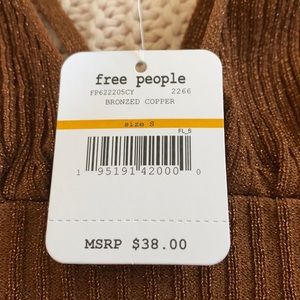 free people
FP622205CY 2266
BRONZED COPPER
size S
FL_S
1 95191 42000 0
MSRP $38.00